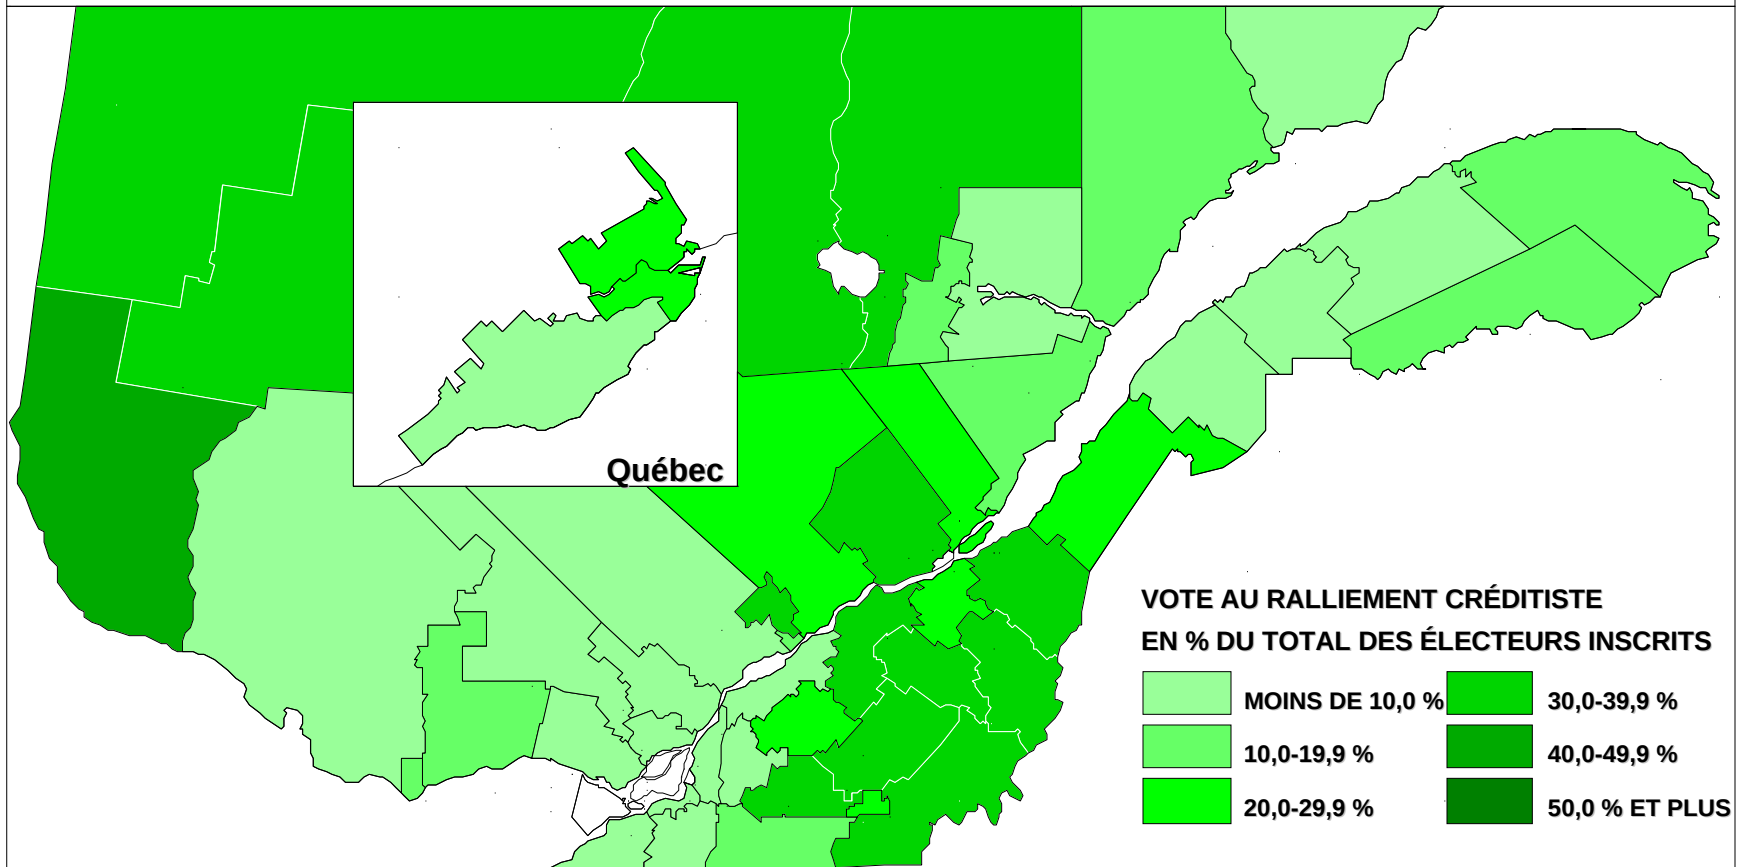 Québec
VOTE AU RALLIEMENT CRÉDITISTE
EN % DU TOTAL DES ÉLECTEURS INSCRITS
MOINS DE 10,0 %
30,0-39,9 %
10,0-19,9 %
40,0-49,9 %
20,0-29,9 %
50,0 % ET PLUS